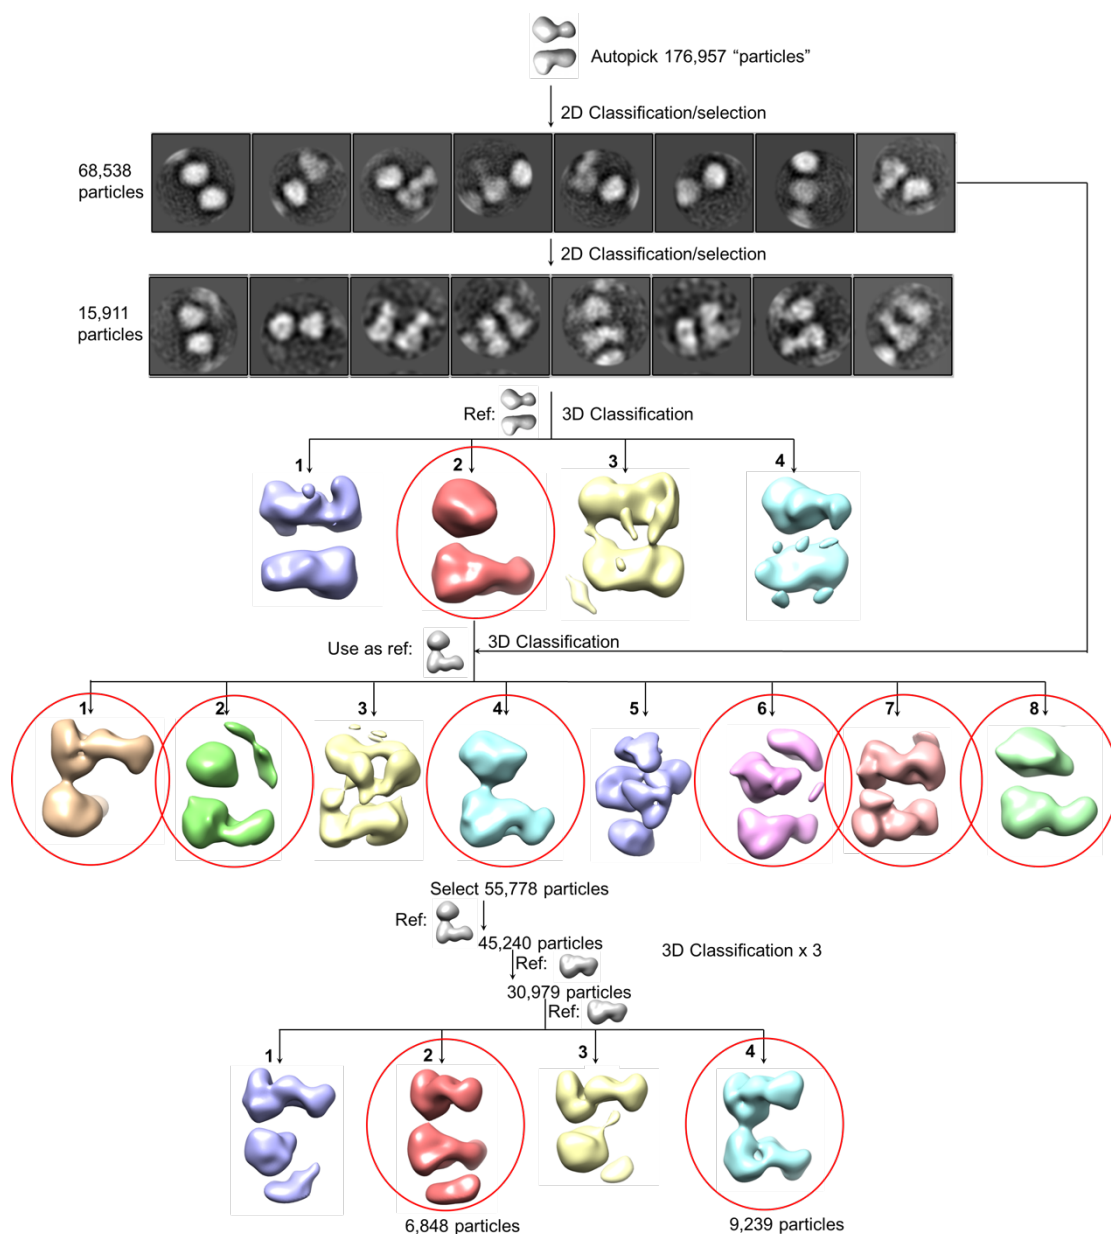 Autopick 176,957 “particles”
2D Classification/selection
68,538
particles
2D Classification/selection
15,911
particles
Ref:
3D Classification
1
2
3
4
Use as ref:
3D Classification
1
2
3
4
5
6
7
8
Select 55,778 particles
Ref:
45,240 particles
3D Classification x 3
Ref:
30,979 particles
Ref:
1
2
3
4
6,848 particles
9,239 particles